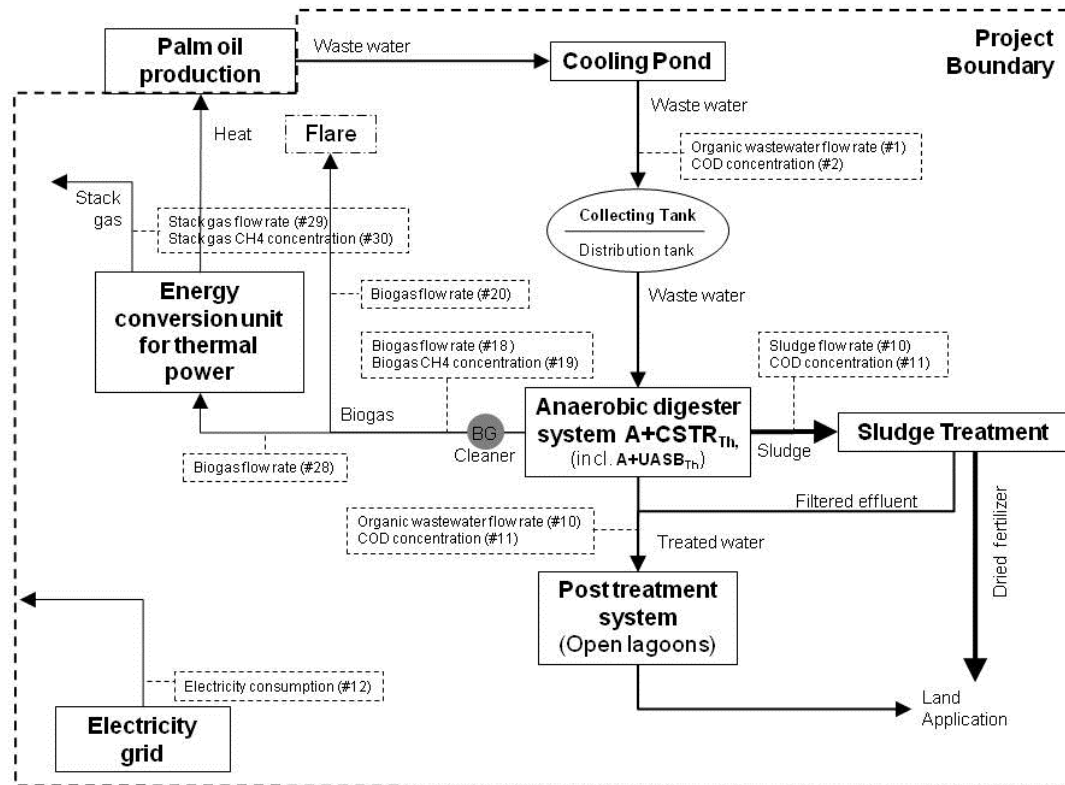 Palm oil
production
Waste water
Cooling Pond
Project
Boundary
Waste water
Heat
Flare
Organic wastewater flow rate (#1)
COD concentration (#2)
Stack
gas
Stack gas flow rate (#29)
Stack gas CH4 concentration (#30)
Collecting Tank
Distribution tank
Energy
conversion unit
for thermal
power
Biogas flow rate (#20)
Waste water
Biogas flow rate (#18)
Biogas CH4 concentration (#19)
Sludge flow rate (#10)
COD concentration (#11)
Biogas
BG
Cleaner
Anaerobic digester
system A+CSTRTh,
(incl. A+UASBTh)
Sludge
Sludge Treatment
Biogas flow rate (#28)
Filtered effluent
Organic wastewater flow rate (#10)
COD concentration (#11)
Treated water
Dried fertilizer
Post treatment
system
(Open lagoons)
Electricity consumption (#12)
Land
Application
Electricity
grid